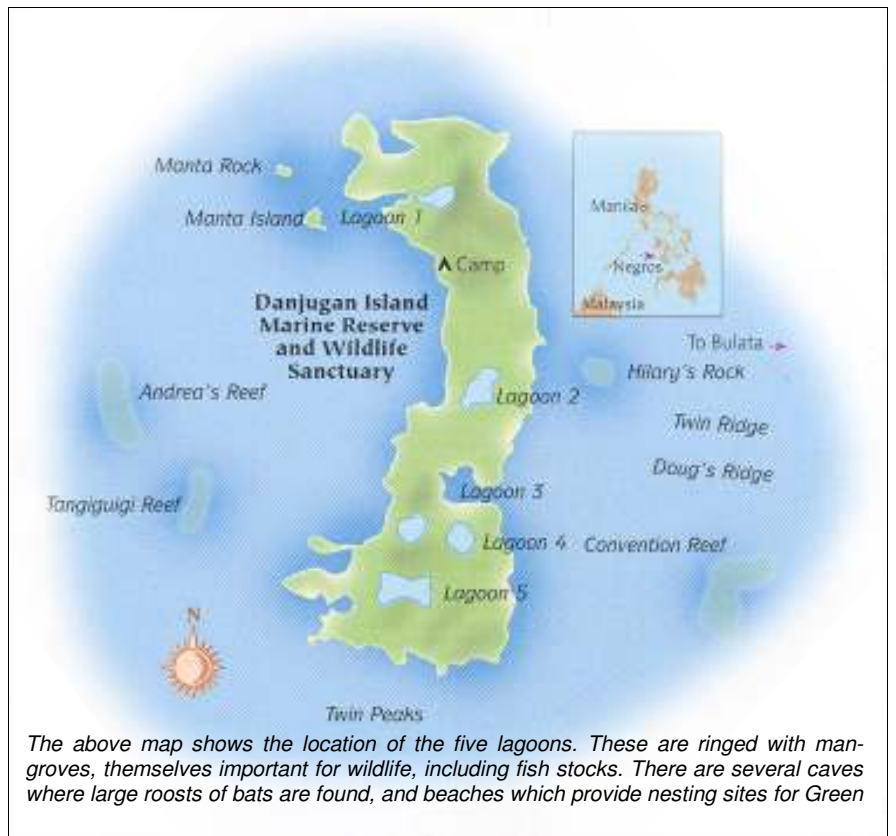 Manta Rock
Manta Island
Lagoon 1
Camp
Danjugan Island
Marine Reserve
and Wildlife
Sanctuary
Manila
Negros
Malaysia
To Bulata
Hilary's Rock
Andrea's Reef
Lagoon 2
Twin Ridge
Doug's Ridge
Tangiguigi Reef
Lagoon 3
Lagoon 4
Convention Reef
Lagoon 5
N
Twin Peaks
The above map shows the location of the five lagoons. These are ringed with man-
groves, themselves important for wildlife, including fish stocks. There are several caves
where large roosts of bats are found, and beaches which provide nesting sites for Green